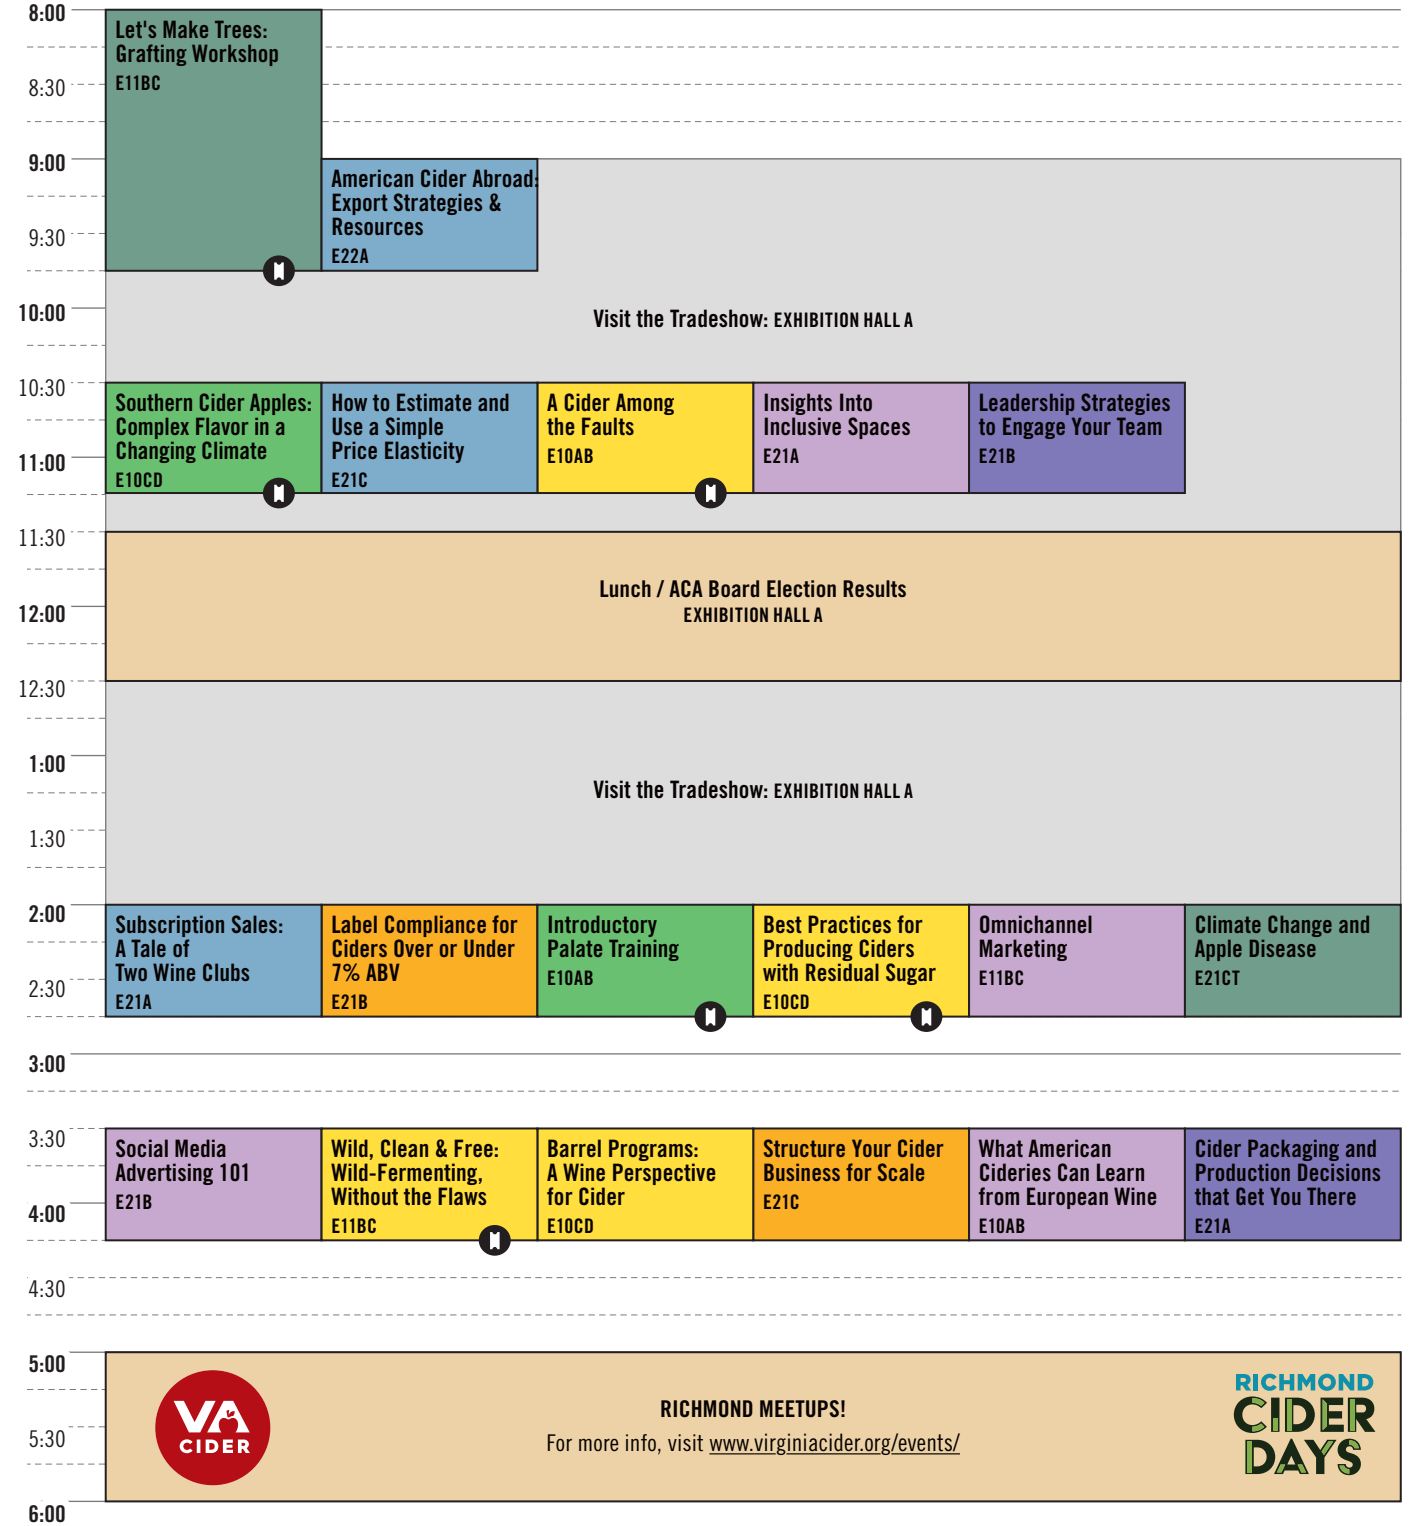 8:00
Let's Make Trees:
Grafting Workshop
E11BC
8:30
9:00
American Cider Abroad:
Export Strategies &
Resources
E22A
9:30
10:00
Visit the Tradeshow: EXHIBITION HALL A
10:30
Southern Cider Apples:
Complex Flavor in a
Changing Climate
E10CD
How to Estimate and
Use a Simple
Price Elasticity
E21C
A Cider Among
the Faults
E10AB
Insights Into
Inclusive Spaces
E21A
Leadership Strategies
to Engage Your Team
E21B
11:00
11:30
Lunch / ACA Board Election Results
EXHIBITION HALL A
12:00
12:30
1:00
Visit the Tradeshow: EXHIBITION HALL A
1:30
2:00
Subscription Sales:
A Tale of
Two Wine Clubs
E21A
Label Compliance for
Ciders Over or Under
7% ABV
E21B
Introductory
Palate Training
E10AB
Best Practices for
Producing Ciders
with Residual Sugar
E10CD
Omnichannel
Marketing
E11BC
Climate Change and
Apple Disease
E21CT
2:30
3:00
3:30
Social Media
Advertising 101
E21B
Wild, Clean & Free:
Wild-Fermenting,
Without the Flaws
E11BC
Barrel Programs:
A Wine Perspective
for Cider
E10CD
Structure Your Cider
Business for Scale
E21C
What American
Cideries Can Learn
from European Wine
E10AB
Cider Packaging and
Production Decisions
that Get You There
E21A
4:00
4:30
5:00
VA
CIDER
RICHMOND MEETUPS!
For more info, visit www.virginiacider.org/events/
RICHMOND
CIDER
DAYS
5:30
6:00